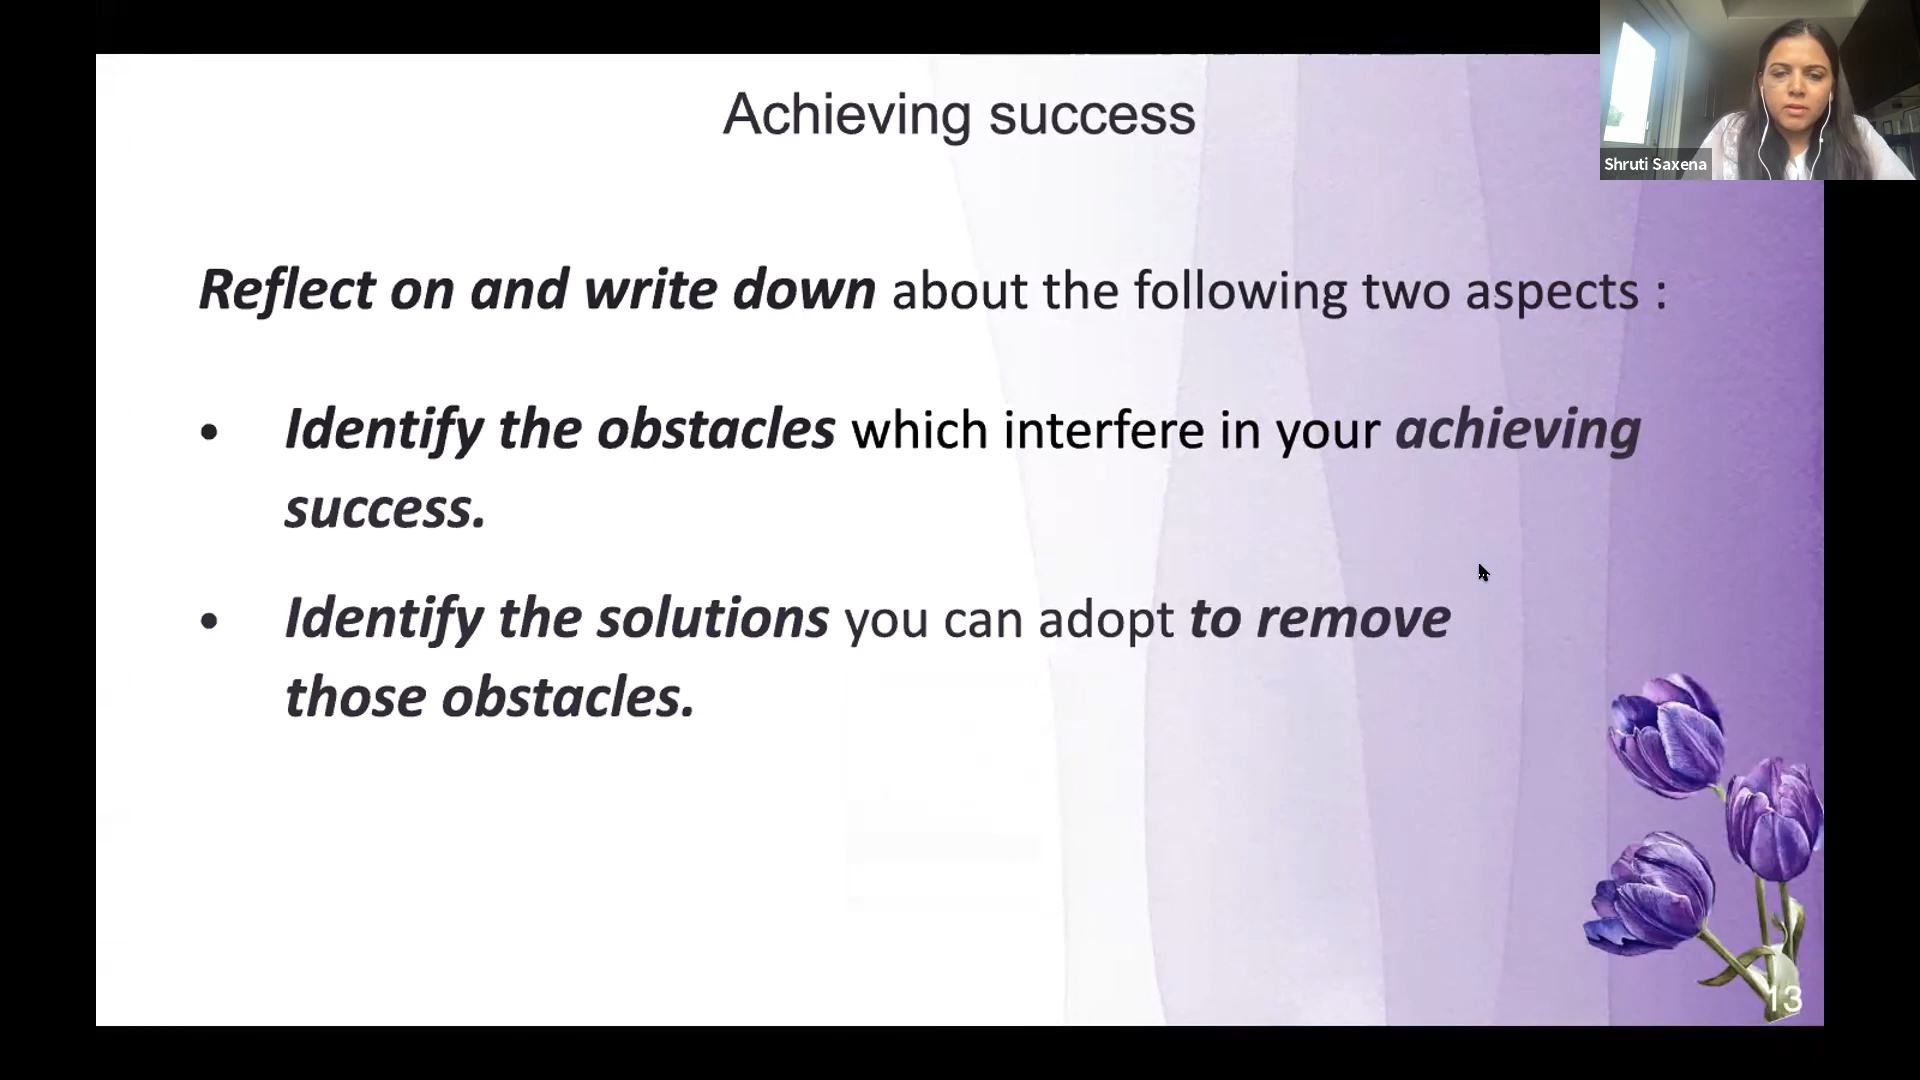 Achieving success
Shruti Saxena
Reflect on and write down about the following two aspects :
• Identify the obstacles which interfere in your achieving
success.
• Identify the solutions you can adopt to remove
those obstacles.
13